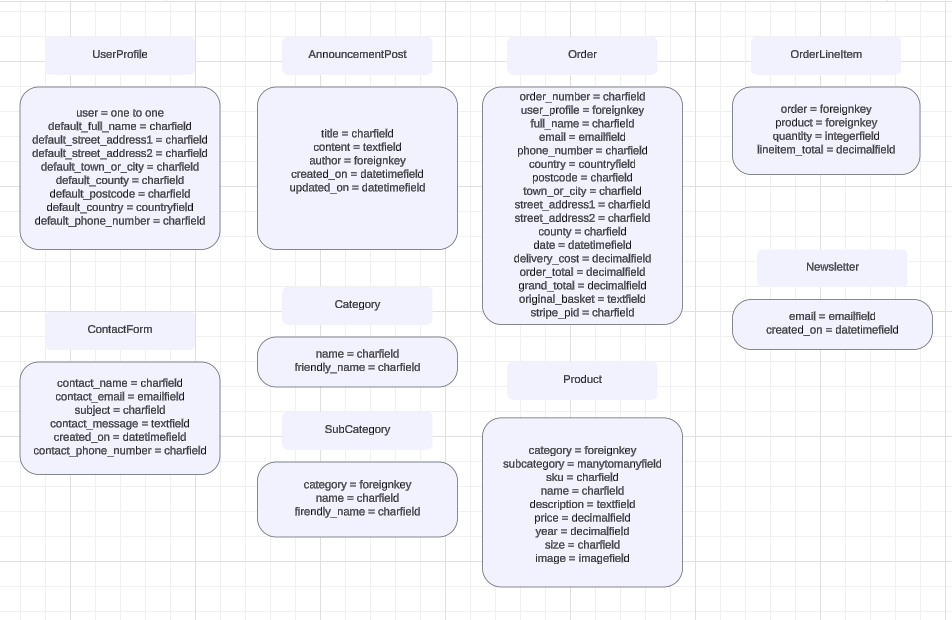 UserProfile
user = one to one
default_full_name = charfield
default_street_address1 = charfield
default_street_address2 = charfield
default_town_or_city = charfield
default_county = charfield
default_postcode = charfield
default_country = countryfield
default_phone_number = charfield
ContactForm
contact_name = charfield
contact_email = emailfield
subject = charfield
contact_message = textfield
created_on = datetimefield
contact_phone_number = charfield
AnnouncementPost
title = charfield
content = textfield
author = foreignkey
created_on = datetimefield
updated_on = datetimefield
Category
name = charfield
friendly_name = charfield
SubCategory
category = foreignkey
name = charfield
firendly_name = charfield
Order
order_number = charfield
user_profile = foreignkey
full_name = charfield
email = emailfield
phone_number = charfield
country = countryfield
postcode = charfield
town_or_city = charfield
street_address1 = charfield
street_address2 = charfield
county = charfield
date = datetimefield
delivery_cost = decimalfield
order_total = decimalfield
grand_total = decimalfield
original_basket = textfield
stripe_pid = charfield
Product
category = foreignkey
subcategory = manytomanyfield
sku = charfield
name = charfield
description = textfield
price = decimalfield
year = decimalfield
size = charfield
image = imagefield
OrderLineItem
order = foreignkey
product = foreignkey
quantity = integerfield
lineitem_total = decimalfield
Newsletter
email = emailfield
created_on = datetimefield